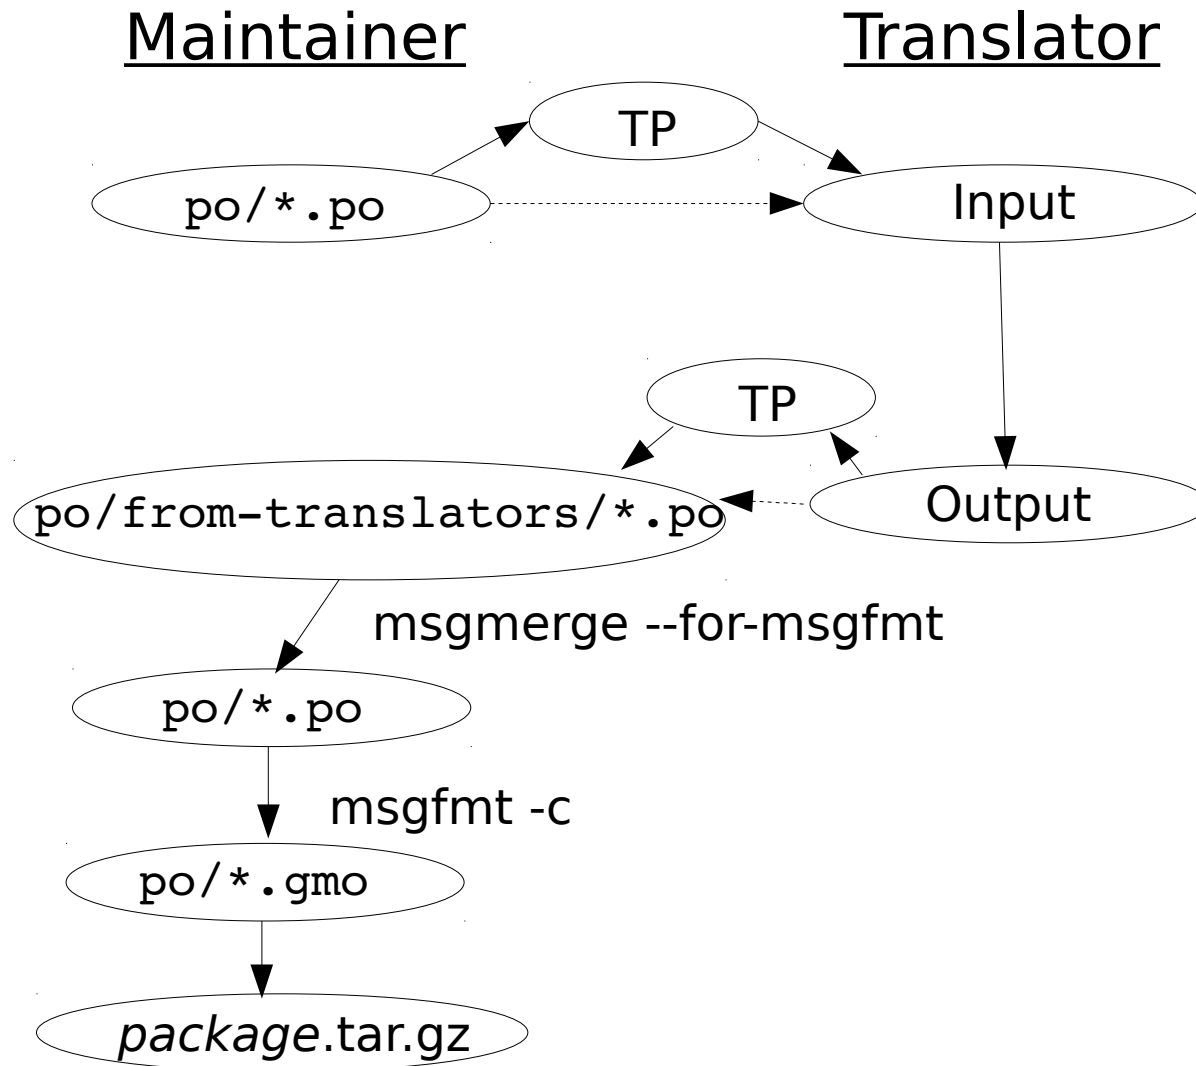 Maintainer
Translator
TP
po/*.po
Input
TP
po/from-translators/*.po
Output
msgmerge --for-msgfmt
po/*.po
msgfmt -c
po/*.gmo
package.tar.gz